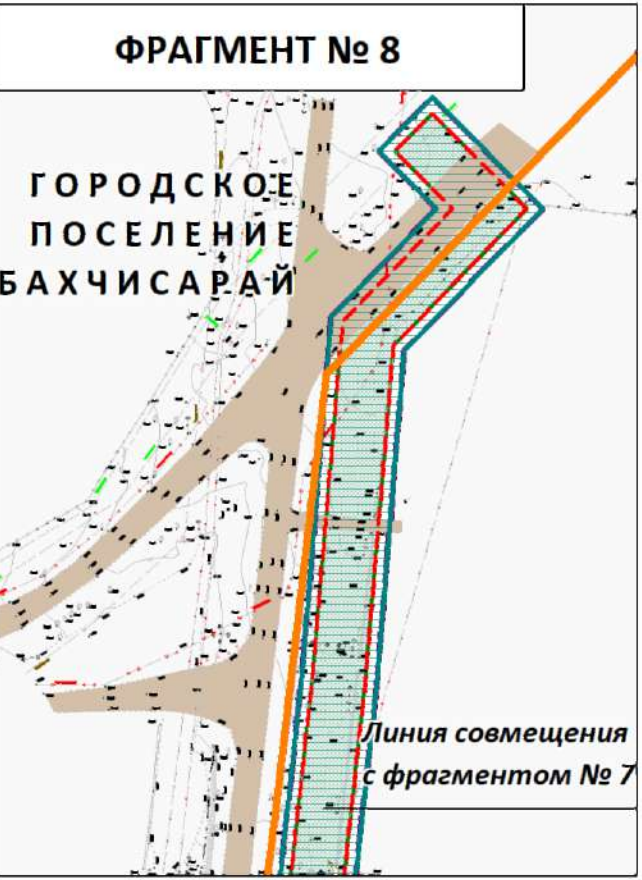 ФРАГМЕНТ № 8
ГОРОДСКОЕ
ПОСЕЛЕНИЕ
БАХЧИСАРАЙ
Линия совмещения
с фрагментом № 7